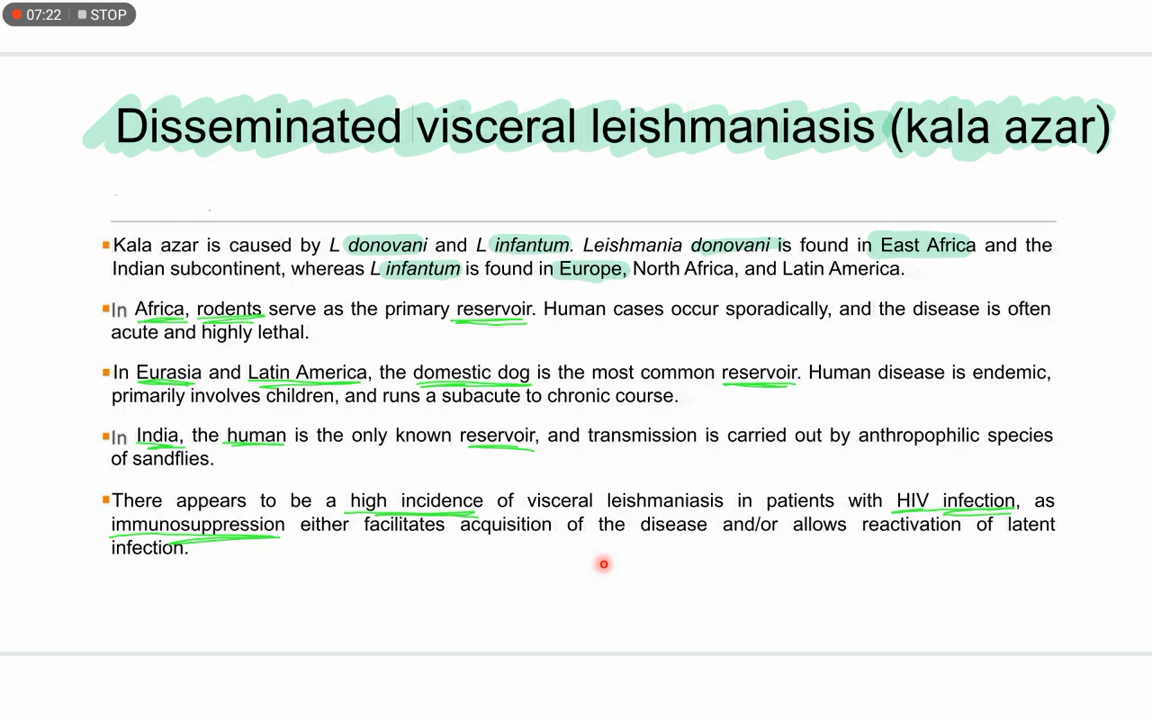 07:22 STOP
Disseminated visceral leishmaniasis (kala azar)
Kala azar is caused by L donovani and L infantum. Leishmania donovani is found in East Africa and the
Indian subcontinent, whereas L infantum is found in Europe, North Africa, and Latin America.
In Africa, rodents serve as the primary reservoir. Human cases occur sporadically, and the disease is often
acute and highly lethal.
In Eurasia and Latin America, the domestic dog is the most common reservoir. Human disease is endemic,
primarily involves children, and runs a subacute to chronic course.
In India, the human is the only known reservoir, and transmission is carried out by anthropophilic species
of sandflies.
There appears to be a high incidence of visceral leishmaniasis in patients with HIV infection, as
immunosuppression either facilitates acquisition of the disease and/or allows reactivation of latent
infection.